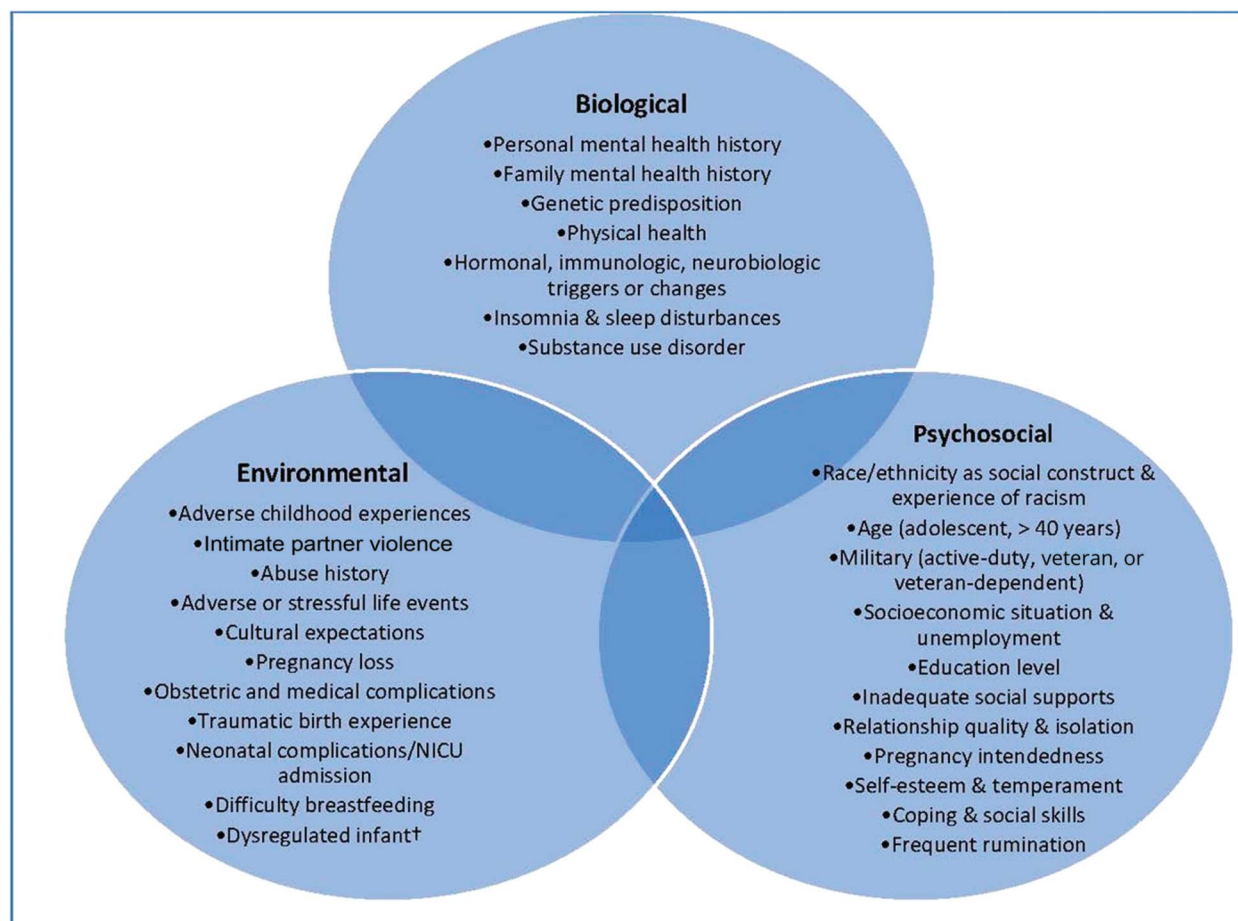 Biological
•Personal mental health history
•Family mental health history
•Genetic predisposition
•Physical health
•Hormonal, immunologic, neurobiologic
triggers or changes
•Insomnia & sleep disturbances
•Substance use disorder
Environmental
•Adverse childhood experiences
•Intimate partner violence
•Abuse history
•Adverse or stressful life events
•Cultural expectations
•Pregnancy loss
•Obstetric and medical complications
•Traumatic birth experience
•Neonatal complications/NICU
admission
•Difficulty breastfeeding
•Dysregulated infant†
Psychosocial
•Race/ethnicity as social construct &
experience of racism
•Age (adolescent, > 40 years)
•Military (active-duty, veteran, or
veteran-dependent)
•Socioeconomic situation &
unemployment
•Education level
•Inadequate social supports
•Relationship quality & isolation
•Pregnancy intendedness
•Self-esteem & temperament
•Coping & social skills
•Frequent rumination